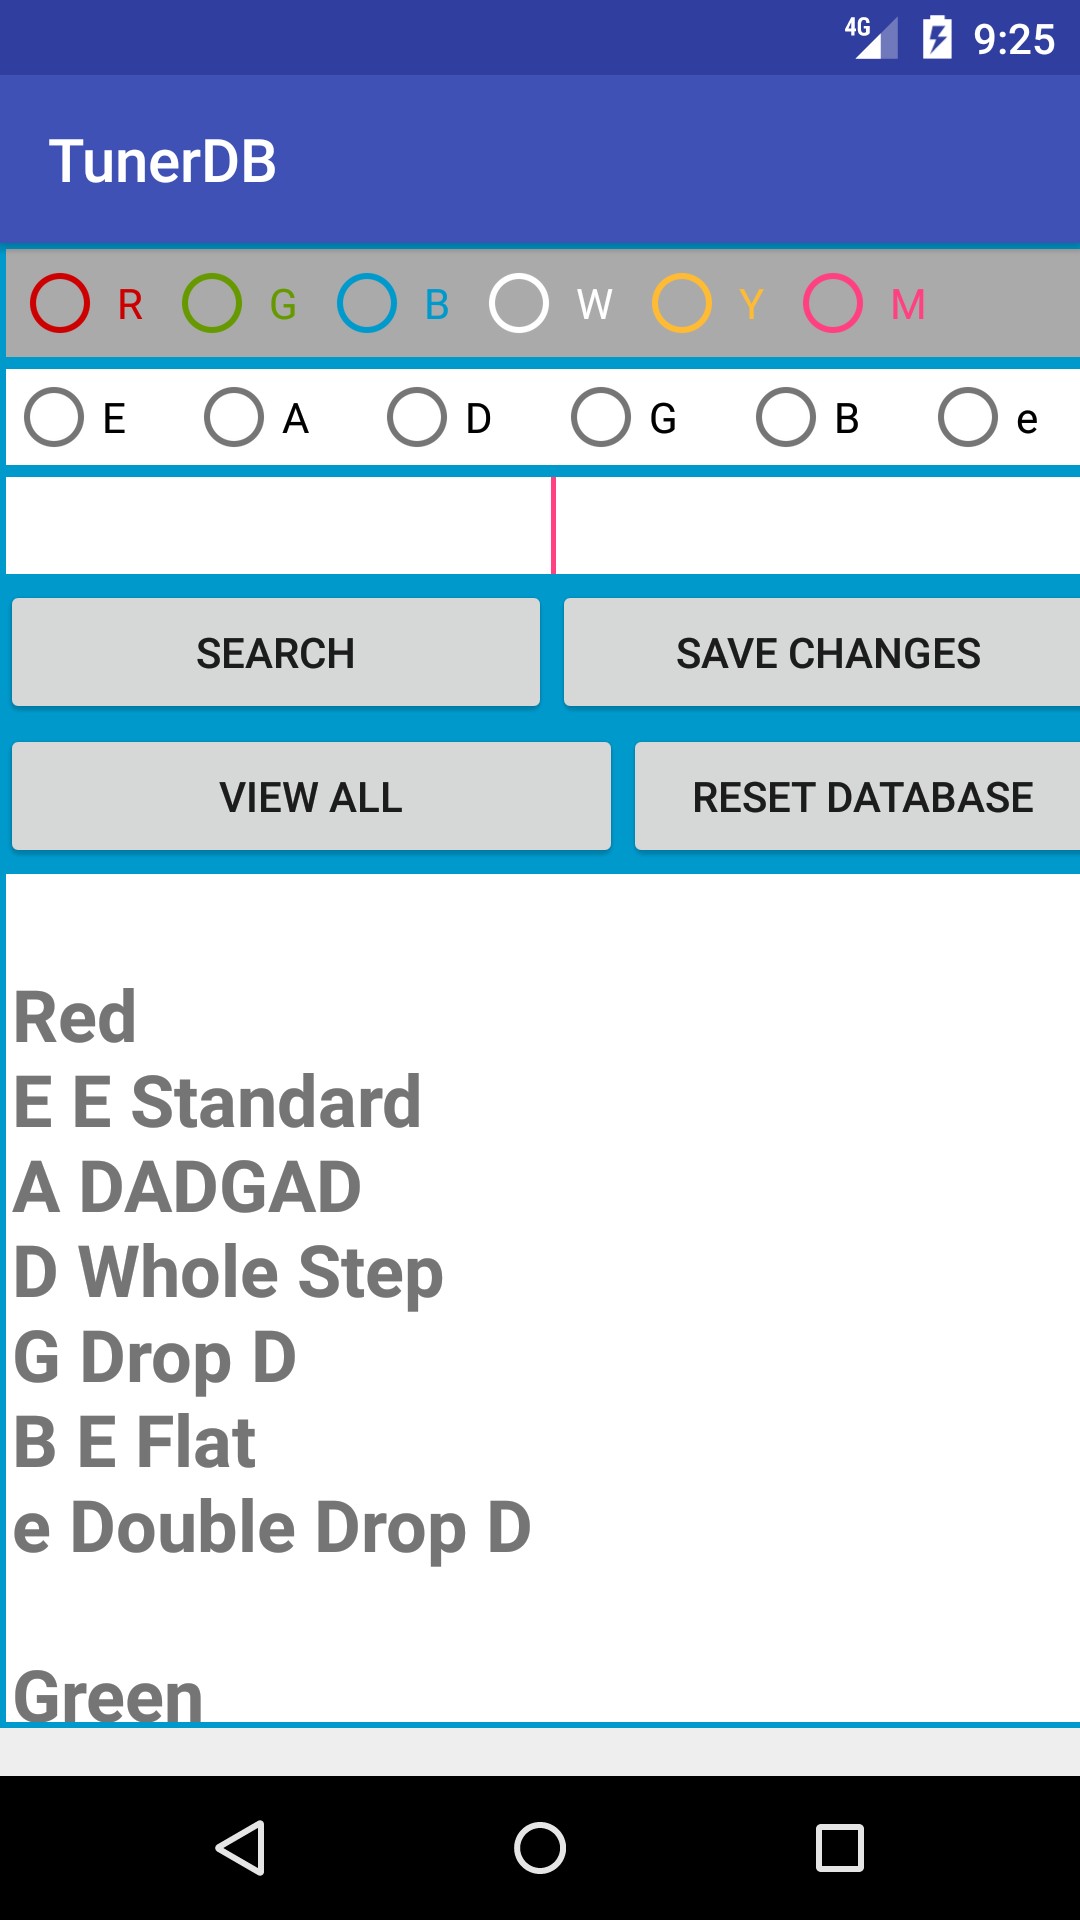 4G 9:25
TunerDB
R G B W Y M
E A D G B e
SEARCH SAVE CHANGES
VIEW ALL RESET DATABASE
Red
E E Standard
A DADGAD
D Whole Step
G Drop D
B E Flat
e Double Drop D
Green